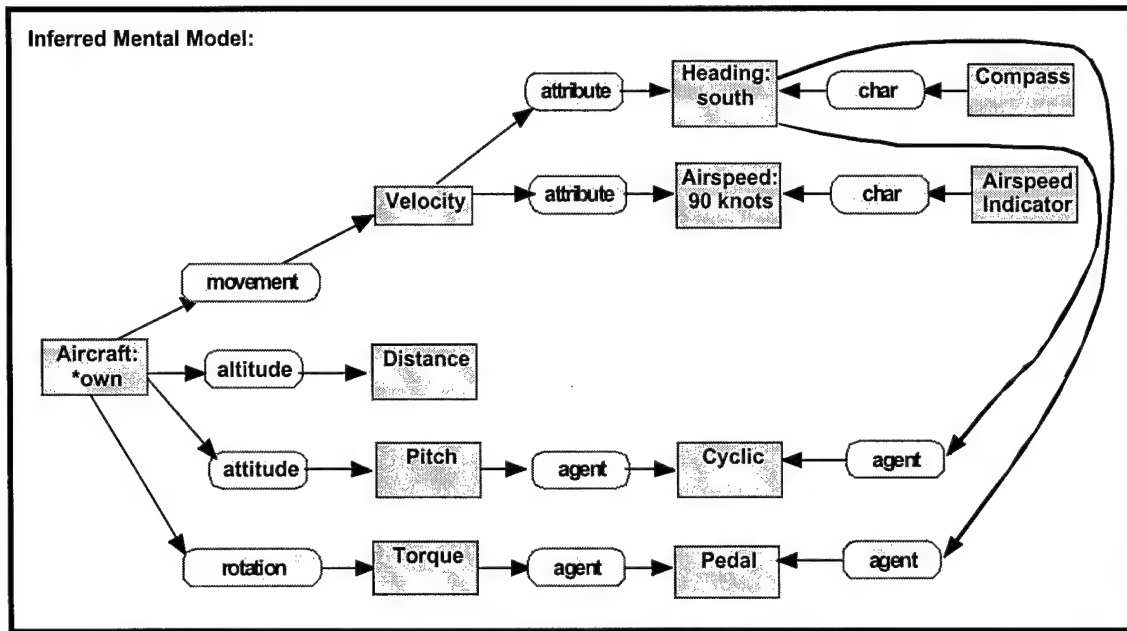 Inferred Mental Model:
attribute
Heading:
south
char
Compass
Velocity
attribute
Airspeed:
90 knots
char
Airspeed
Indicator
movement
Aircraft:
*own
altitude
Distance
attitude
Pitch
agent
Cyclic
agent
rotation
Torque
agent
Pedal
agent